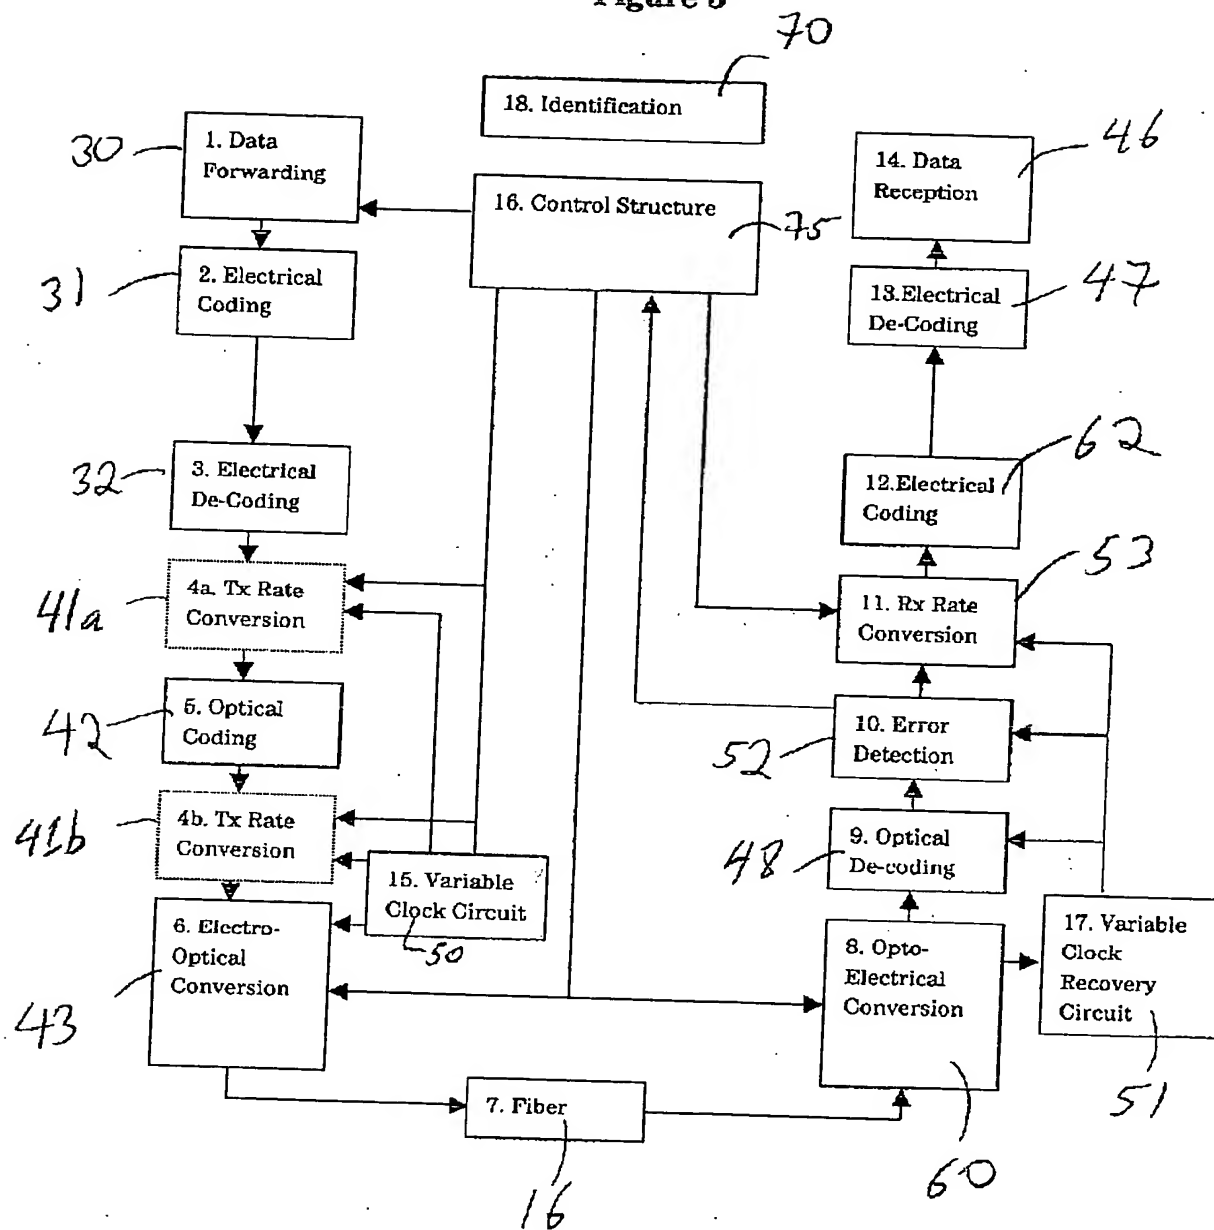 Figure 3
70
18. Identification
30
1. Data
Forwarding
46
14. Data
Reception
16. Control Structure
75
31
2. Electrical
Coding
47
13.Electrical
De-Coding
32
3. Electrical
De-Coding
62
12.Electrical
Coding
41a
4a. Tx Rate
Conversion
53
11. Rx Rate
Conversion
42
5. Optical
Coding
52
10. Error
Detection
41b
4b. Tx Rate
Conversion
48
9. Optical
De-coding
15. Variable
Clock Circuit
50
43
6. Electro-
Optical
Conversion
8. Opto-
Electrical
Conversion
17. Variable
Clock
Recovery
Circuit
51
7. Fiber
16
60